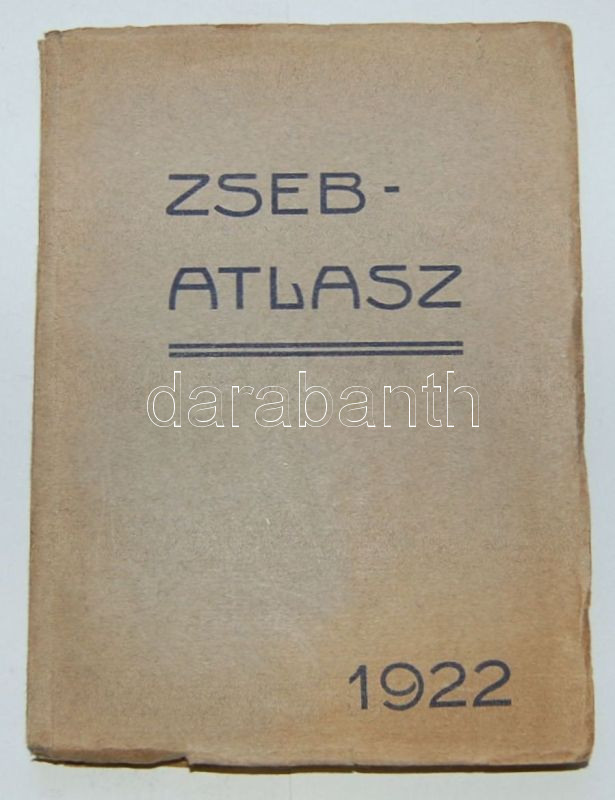 ZSEB-
ATLASZ
darabanth
1922